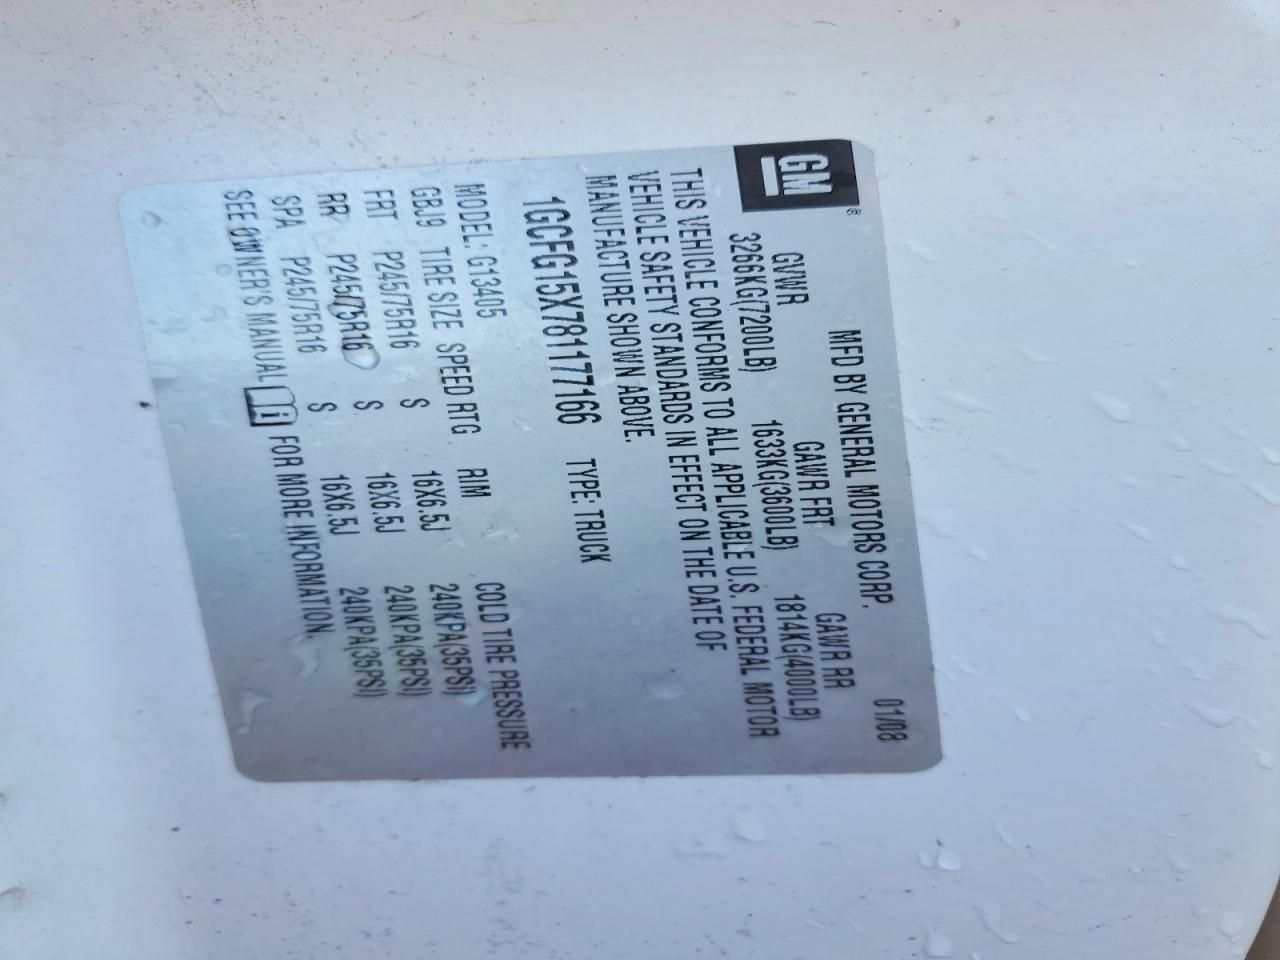 GM®
MFD BY GENERAL MOTORS CORP. 01/08
GVWR GAWR FRT GAWR RR
3266KG(7200LB) 1633KG(3600LB) 1814KG(4000LB)
THIS VEHICLE CONFORMS TO ALL APPLICABLE U.S. FEDERAL MOTOR
VEHICLE SAFETY STANDARDS IN EFFECT ON THE DATE OF
MANUFACTURE SHOWN ABOVE.
1GCFG15X781177166 TYPE: TRUCK
MODEL: G13405
GBJ9 TIRE SIZE SPEED RTG RIM COLD TIRE PRESSURE
FRT P245/75R16 S 16X6.5J 240KPA(35PSI)
RR P245/75R16 S 16X6.5J 240KPA(35PSI)
SPA P245/75R16 S 16X6.5J 240KPA(35PSI)
SEE OWNER'S MANUAL i FOR MORE INFORMATION.